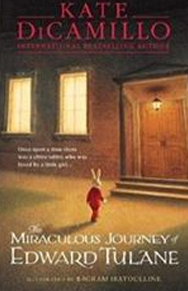 KATE
DICAMILLO
INTERNATIONAL BESTSELLING AUTHOR
Once upon a time there
was a china rabbit who was
loved by a little girl...
The
MIRACULOUS JOURNEY of
EDWARD TULANE
ILLUSTRATED BY BAGRAM IBATOULLINE